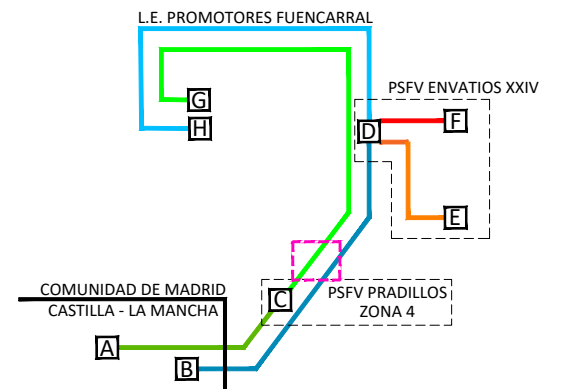 L.E. PROMOTORES FUENCARRAL
PSFV ENVATIOS XXIV
G
H
F
D
E
COMUNIDAD DE MADRID
CASTILLA - LA MANCHA
C
PSFV PRADILLOS
ZONA 4
A
B